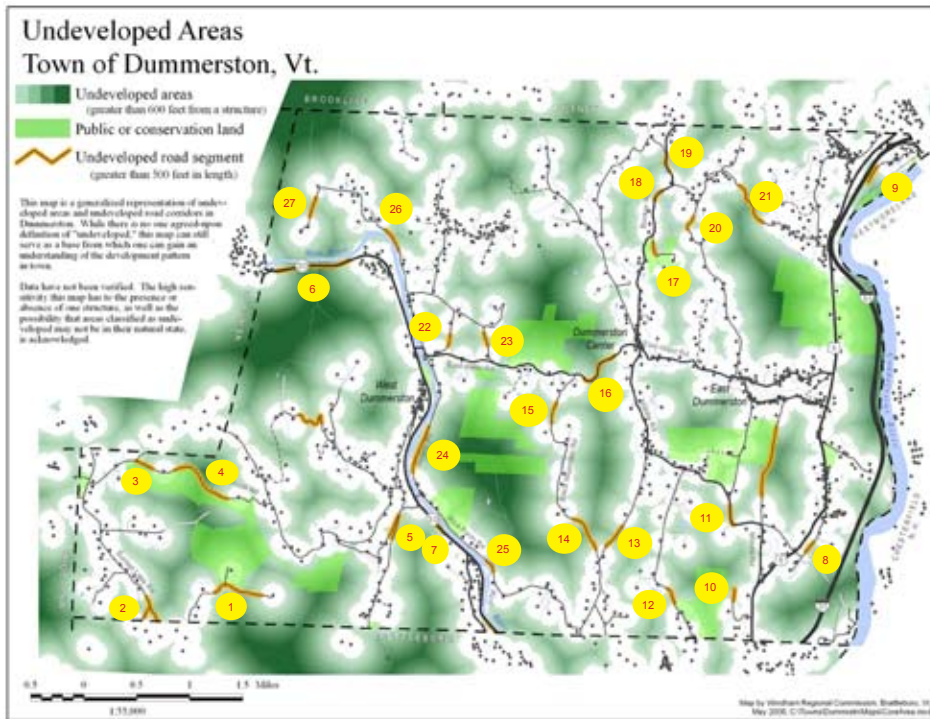 Undeveloped Areas
Town of Dummerston, Vt.
Undeveloped areas
(greater than 600 feet from a structure)
Public or conservation land
Undeveloped road segment
(greater than 500 feet in length)
This map is a generalized representation of undev-
eloped areas and undeveloped road corridors in
Dummerston. While there is no one agreed-upon
definition of "undeveloped," this map can still
serve as a base from which one can gain an
understanding of the development pattern
in town.
Data have not been verified. The high sen-
sitivity this map has to the presence or
absence of one structure, as well as the
possibility that areas classified as unde-
veloped may not be in their natural state,
is acknowledged.
19
18
21
9
27
26
20
17
6
22
23
Dummerston
Center
16
West
Dummerston
East
Dummerston
15
24
4
3
11
5
7
14
13
25
8
10
12
2
1
0.5 0 0.5 1 1.5 Miles
1:55,000
Map by Windham Regional Commission, Brattleboro, Vt.